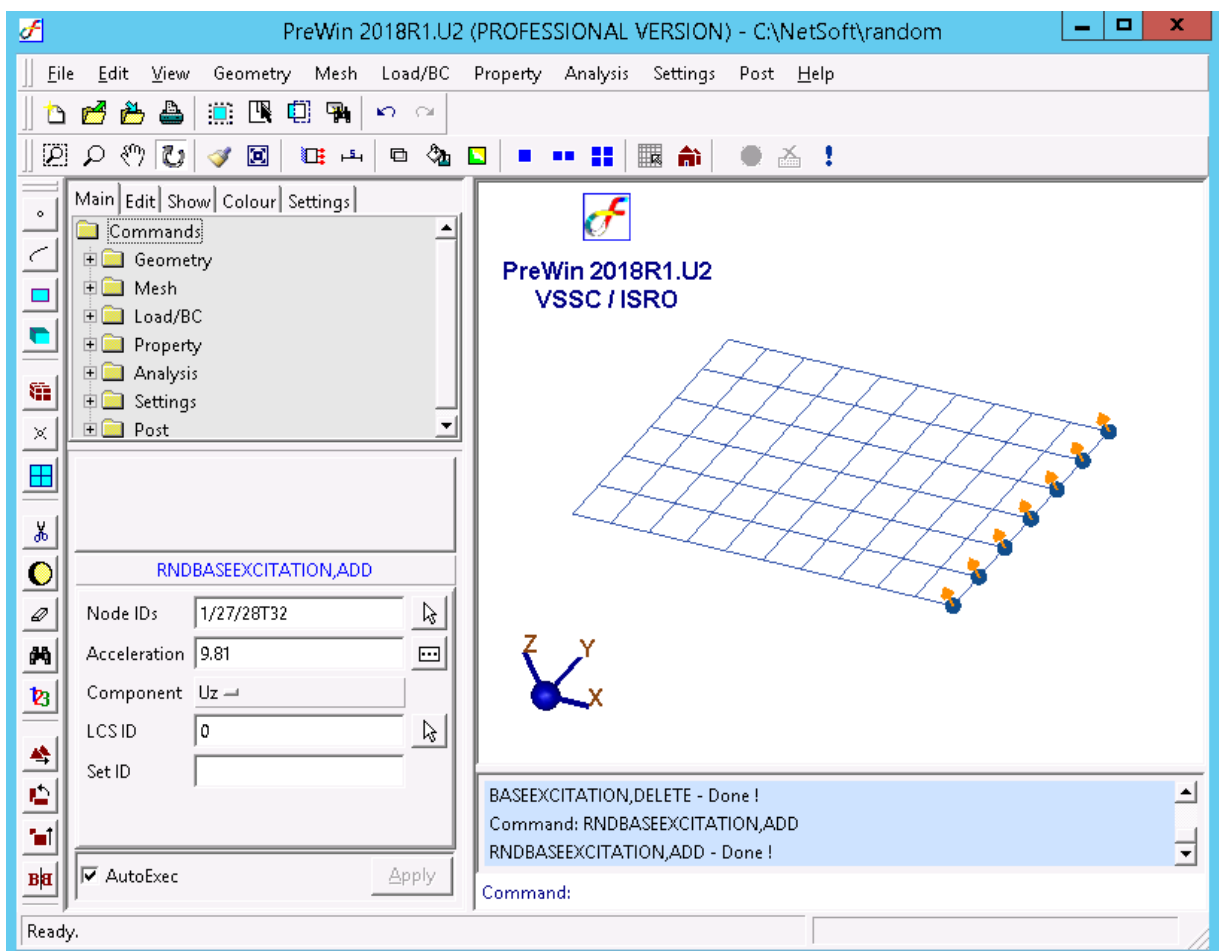 PreWin 2018R1.U2 (PROFESSIONAL VERSION) - C:\NetSoft\random
File Edit View Geometry Mesh Load/BC Property Analysis Settings Post Help
Main Edit Show Colour Settings
Commands
Geometry
Mesh
Load/BC
Property
Analysis
Settings
Post
RNDBASEEXCITATION,ADD
Node IDs 1/27/28T32
Acceleration 9.81
Component Uz
LCS ID 0
Set ID
AutoExec Apply
PreWin 2018R1.U2
VSSC / ISRO
Z Y
X
BASEEXCITATION,DELETE - Done !
Command: RNDBASEEXCITATION,ADD
RNDBASEEXCITATION,ADD - Done !
Command:
Ready.